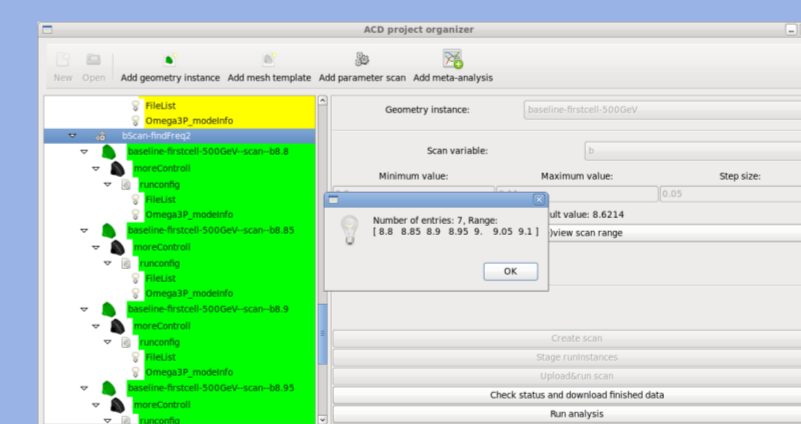 ACD project organizer
New Open Add geometry instance Add mesh template Add parameter scan Add meta-analysis
FileList
Omega3P_modeInfo
bScan-findFreq2
baseline-firstcell-500GeV--scan--b8.8
moreControll
runconfig
FileList
Omega3P_modeInfo
baseline-firstcell-500GeV--scan--b8.85
moreControll
runconfig
FileList
Omega3P_modeInfo
baseline-firstcell-500GeV--scan--b8.9
moreControll
runconfig
FileList
Omega3P_modeInfo
baseline-firstcell-500GeV--scan--b8.95
moreControll
runconfig
Geometry instance: baseline-firstcell-500GeV
Scan variable: b
Minimum value: Maximum value: Step size:
0.05
ult value: 8.6214
)view scan range
Number of entries: 7, Range:
[ 8.8 8.85 8.9 8.95 9. 9.05 9.1 ]
OK
Create scan
Stage runInstances
Upload&run scan
Check status and download finished data
Run analysis